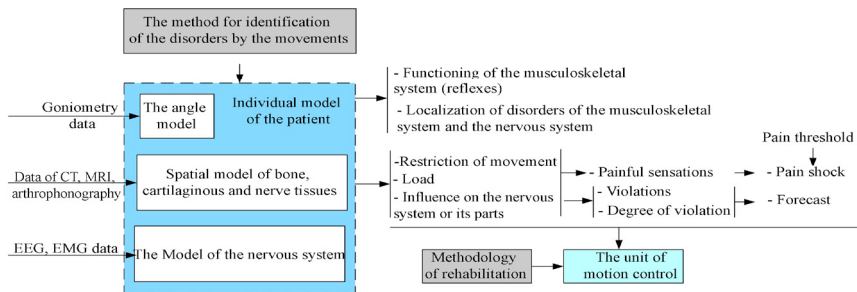 The method for identification
of the disorders by the movements
Goniometry
data
The angle
model
Individual model
of the patient
- Functioning of the musculoskeletal
system (reflexes)
- Localization of disorders of the musculoskeletal
system and the nervous system
Pain threshold
Data of CT, MRI,
arthrophonography
Spatial model of bone,
cartilaginous and nerve tissues
-Restriction of movement
- Load
- Influence on the nervous
system or its parts
- Painful sensations
- Pain shock
- Violations
- Degree of violation
- Forecast
EEG, EMG data
The Model of the nervous system
Methodology
of rehabilitation
The unit of
motion control